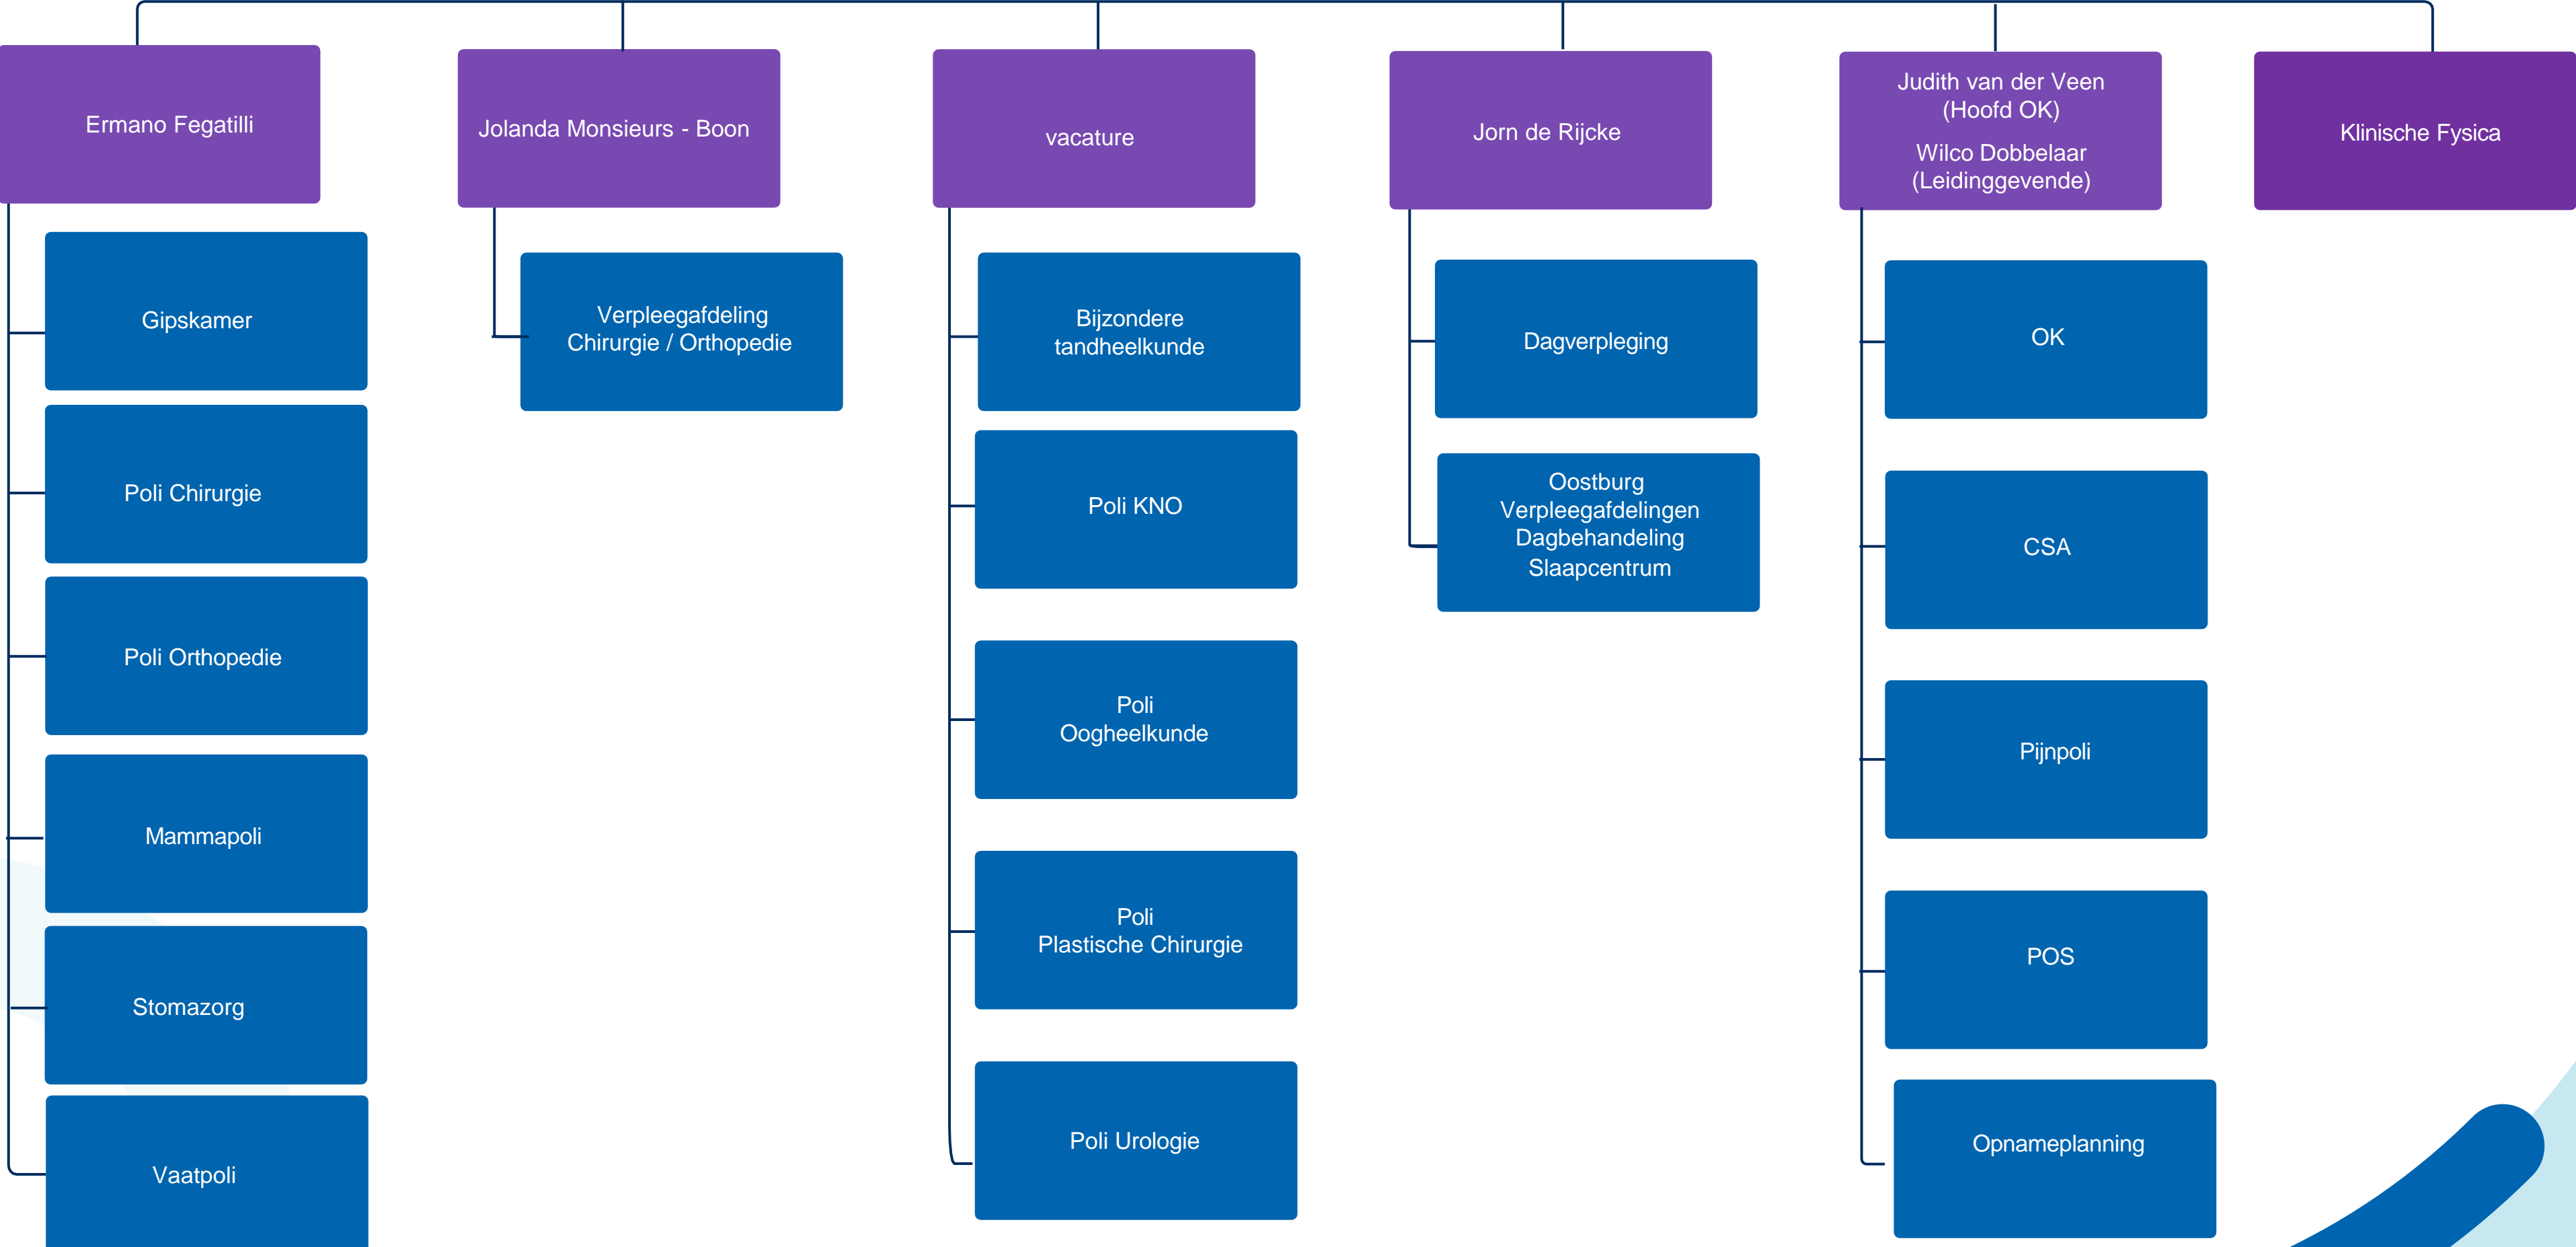 Ermano Fegatilli
Jolanda Monsieurs - Boon
vacature
Jorn de Rijcke
Judith van der Veen
(Hoofd OK)
Wilco Dobbelaar
(Leidinggevende)
Klinische Fysica
Gipskamer
Poli Chirurgie
Poli Orthopedie
Mammapoli
Stomazorg
Vaatpoli
Verpleegafdeling
Chirurgie / Orthopedie
Bijzondere
tandheelkunde
Poli KNO
Poli
Oogheelkunde
Poli
Plastische Chirurgie
Poli Urologie
Dagverpleging
Oostburg
Verpleegafdelingen
Dagbehandeling
Slaapcentrum
OK
CSA
Pijnpoli
POS
Opnameplanning